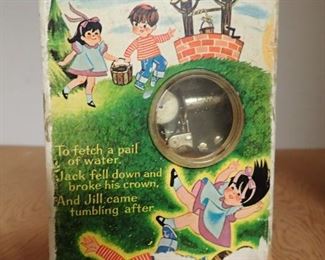 To fetch a pail
of water.
Jack fell down and
broke his crown,
And Jill came
tumbling after